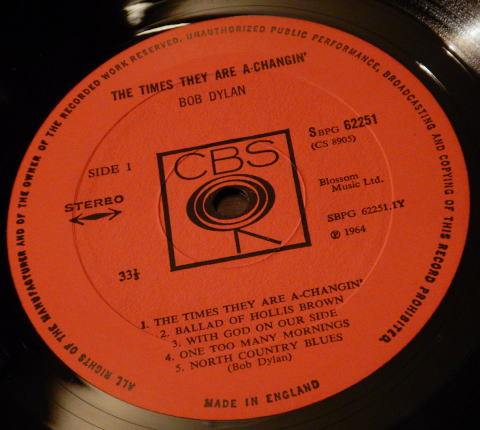 ALL RIGHTS OF THE MANUFACTURER AND OF THE OWNER OF THE RECORDED WORK RESERVED. UNAUTHORIZED PUBLIC PERFORMANCE, BROADCASTING AND COPYING OF THIS RECORD PROHIBITED.
THE TIMES THEY ARE A-CHANGIN'
BOB DYLAN
SBPG 62251
(CS 8905)
SIDE 1
CBS
STEREO
Blossom
Music Ltd.
SBPG 62251.1Y
℗ 1964
33⅓
1. THE TIMES THEY ARE A-CHANGIN'
2. BALLAD OF HOLLIS BROWN
3. WITH GOD ON OUR SIDE
4. ONE TOO MANY MORNINGS
5. NORTH COUNTRY BLUES
(Bob Dylan)
MADE IN ENGLAND